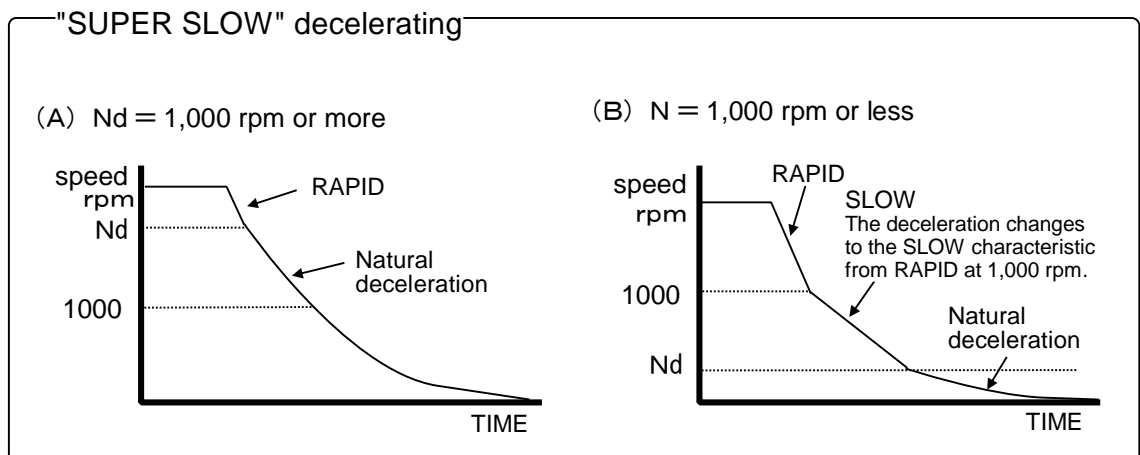 "SUPER SLOW" decelerating
（A） Nd ＝ 1,000 rpm or more
speed
rpm
RAPID
Nd
Natural
deceleration
1000
TIME
（B） N ＝ 1,000 rpm or less
speed
rpm
RAPID
SLOW
The deceleration changes
to the SLOW characteristic
from RAPID at 1,000 rpm.
1000
Natural
deceleration
Nd
TIME